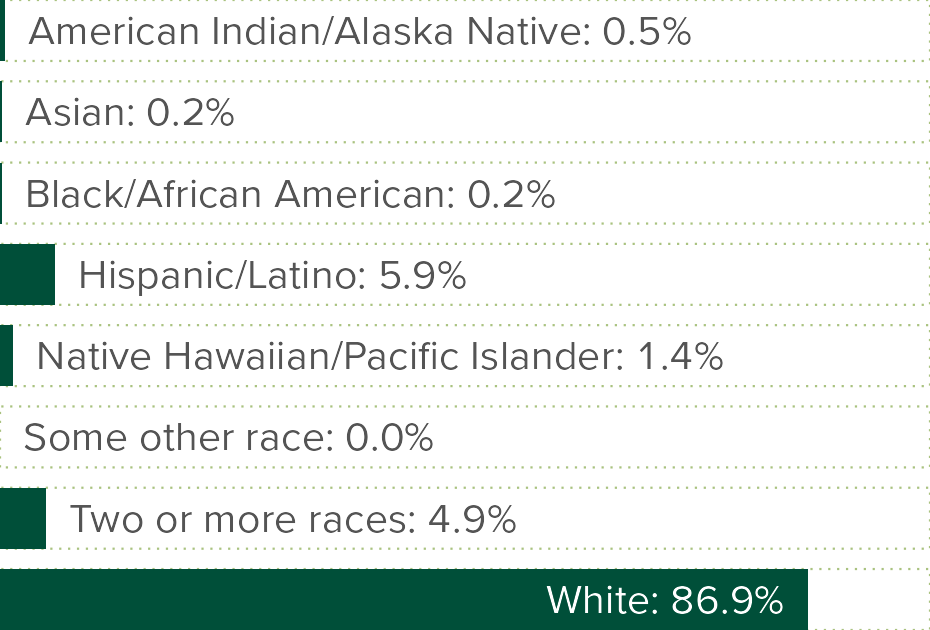 American Indian/Alaska Native: 0.5%
Asian: 0.2%
Black/African American: 0.2%
Hispanic/Latino: 5.9%
Native Hawaiian/Pacific Islander: 1.4%
Some other race: 0.0%
Two or more races: 4.9%
White: 86.9%